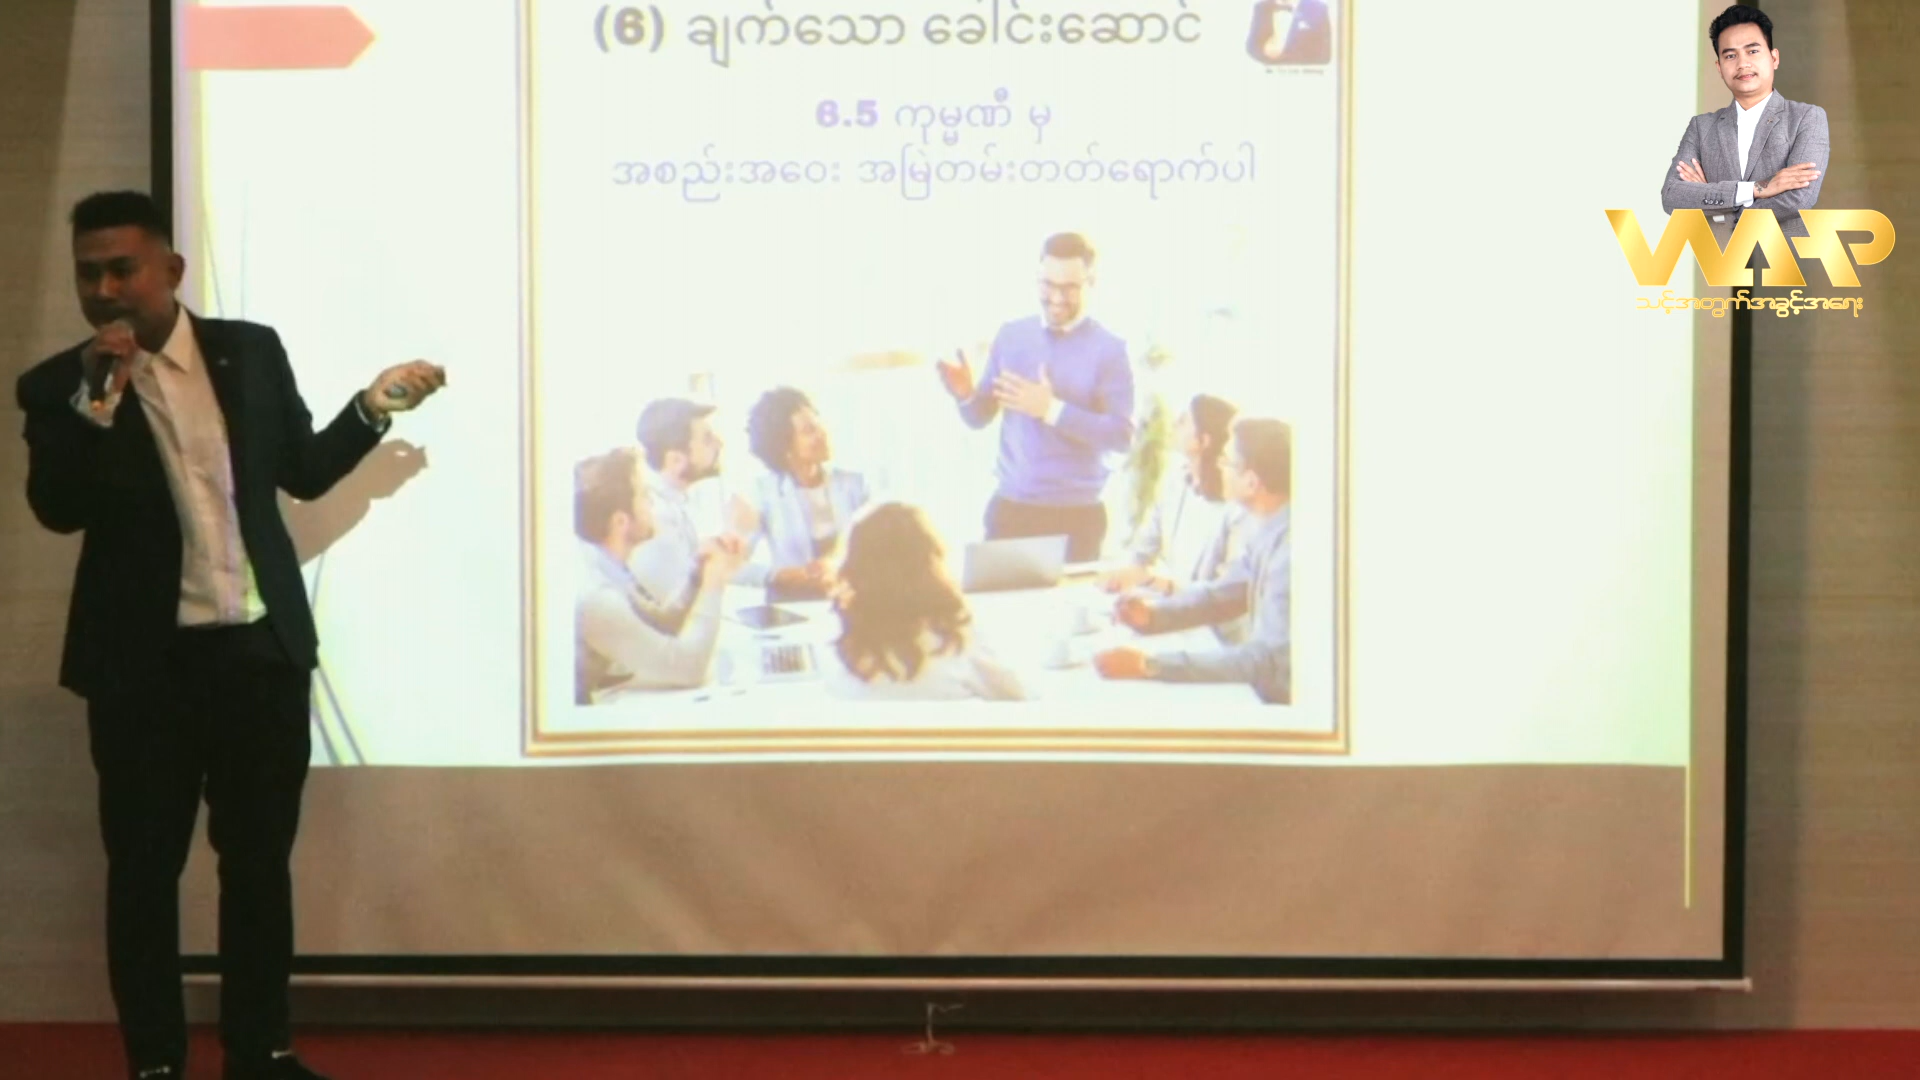 (6) ချက်သော ခေါင်းဆောင်
6.5 ကုမ္မဏီ မှ
အစည်းအဝေး အမြဲတမ်းတတ်ရောက်ပါ
WAP
သင့်အတွက်အခွင့်အရေး